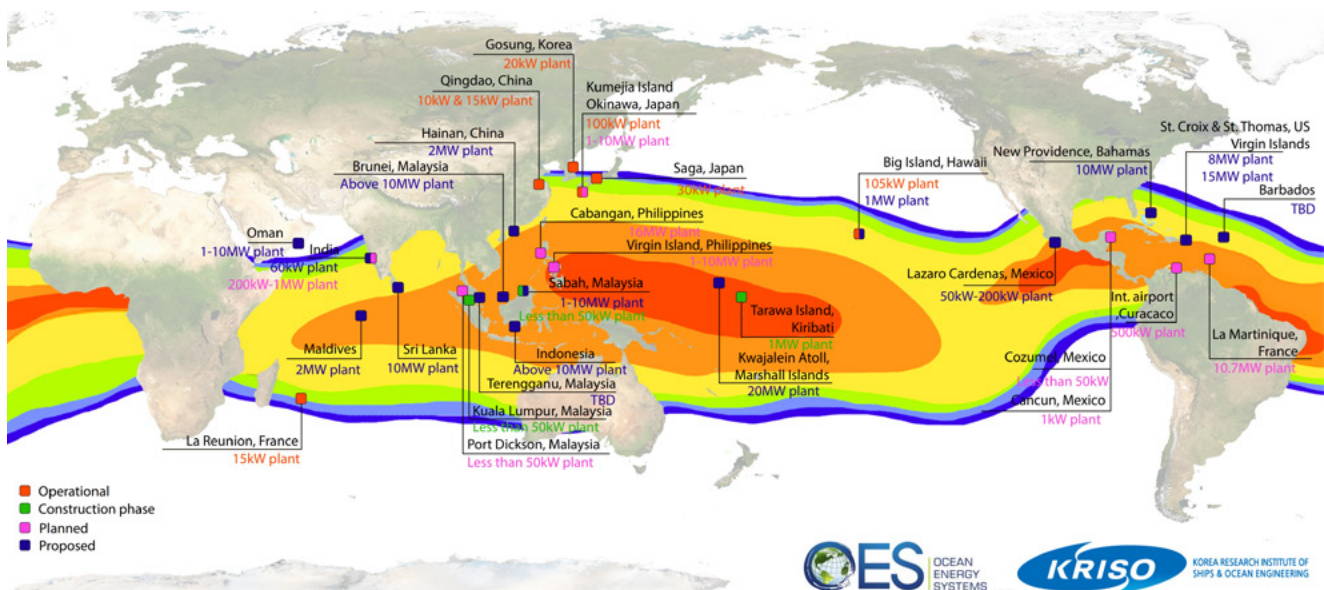 Gosung, Korea
20kW plant
Qingdao, China
10kW & 15kW plant
Kumejia Island
Okinawa, Japan
100kW plant
1-10MW plant
Hainan, China
2MW plant
Brunei, Malaysia
Above 10MW plant
Saga, Japan
30kW plant
Big Island, Hawaii
105kW plant
1MW plant
New Providence, Bahamas
10MW plant
St. Croix & St. Thomas, US
Virgin Islands
8MW plant
15MW plant
Barbados
TBD
Oman
1-10MW plant
India
60kW plant
200kW-1MW plant
Cabangan, Philippines
16MW plant
Virgin Island, Philippines
1-10MW plant
Sabah, Malaysia
1-10MW plant
Less than 50kW plant
Tarawa Island,
Kiribati
1MW plant
Kwajalein Atoll,
Marshall Islands
20MW plant
Lazaro Cardenas, Mexico
50kW-200kW plant
Int. airport
,Curacaco
500kW plant
La Martinique,
France
10.7MW plant
Cozumel, Mexico
Less than 50kW
Cancun, Mexico
1kW plant
Maldives
2MW plant
Sri Lanka
10MW plant
Indonesia
Above 10MW plant
Terengganu, Malaysia
TBD
Kuala Lumpur, Malaysia
Less than 50kW plant
Port Dickson, Malaysia
Less than 50kW plant
La Reunion, France
15kW plant
Operational
Construction phase
Planned
Proposed
OES
OCEAN
ENERGY
SYSTEMS
KRISO
KOREA RESEARCH INSTITUTE OF
SHIPS & OCEAN ENGINEERING